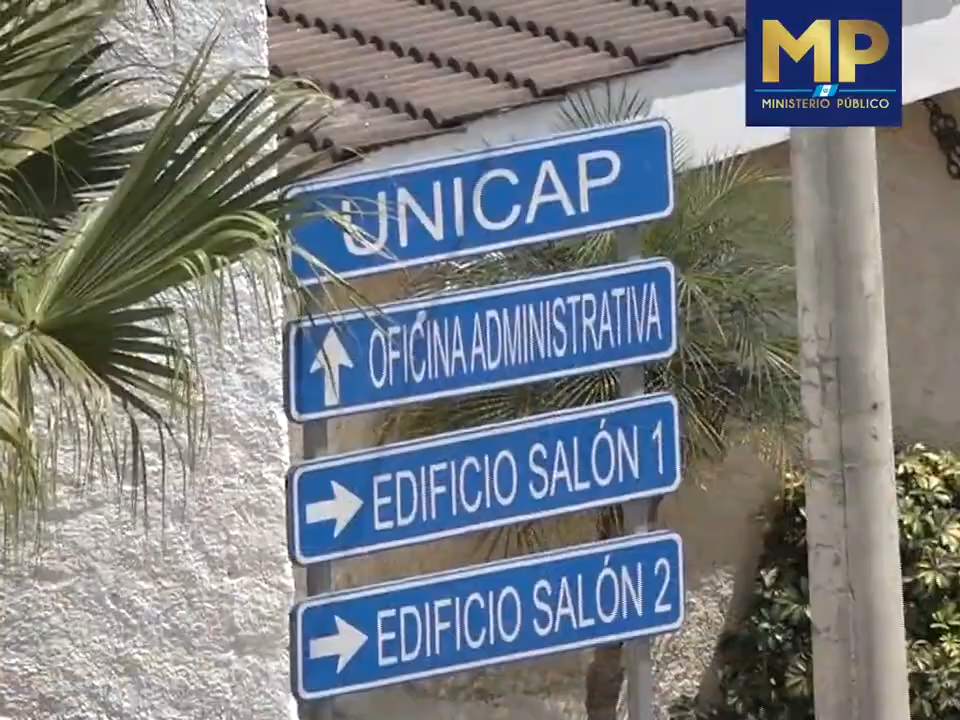 MP
MINISTERIO PÚBLICO
UNICAP
OFICINA ADMINISTRATIVA
EDIFICIO SALÓN 1
EDIFICIO SALÓN 2